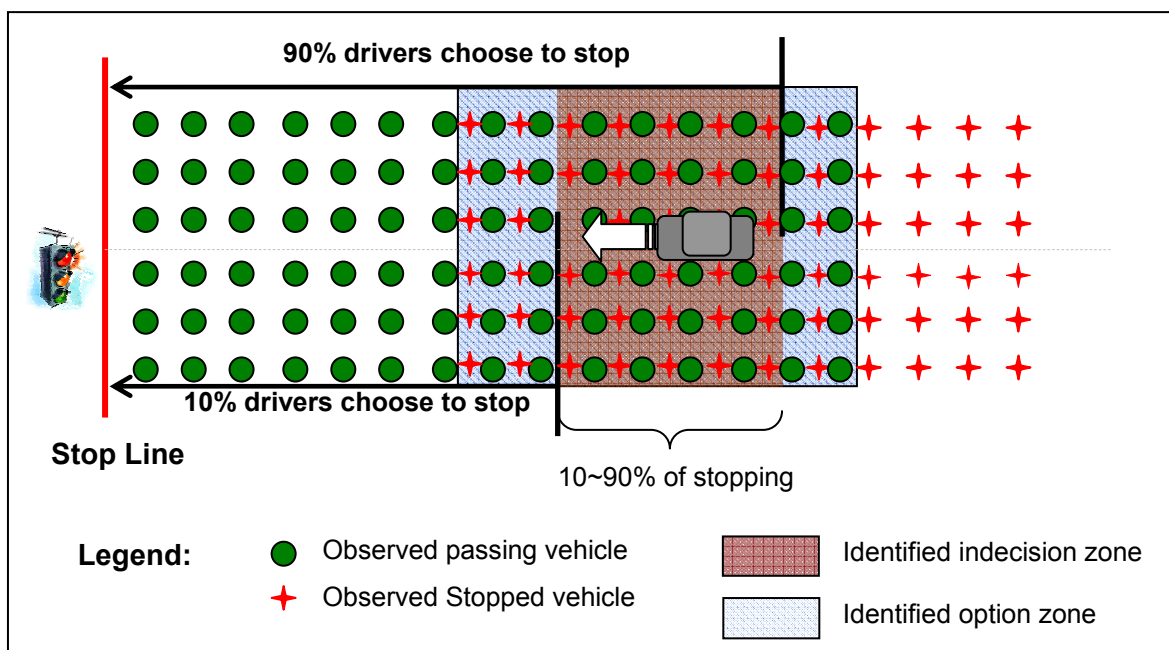 90% drivers choose to stop
10% drivers choose to stop
Stop Line
10~90% of stopping
Legend:
Observed passing vehicle
Observed Stopped vehicle
Identified indecision zone
Identified option zone